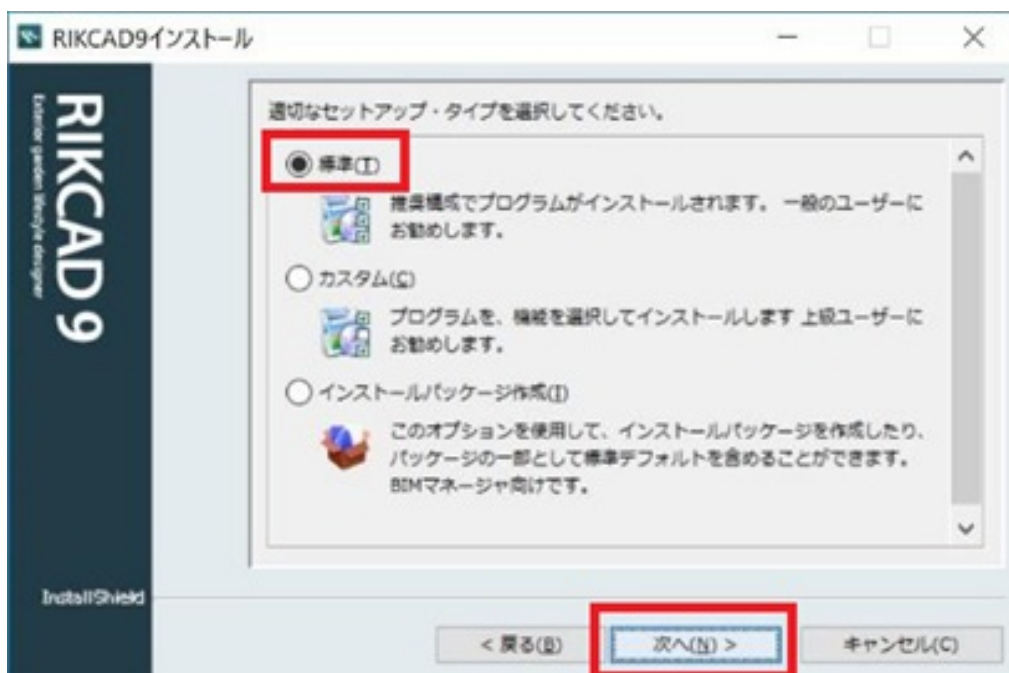 RIKCAD9インストール
RIKCAD 9
Exterior garden lifestyle designer
適切なセットアップ・タイプを選択してください。
標準(T)
推奨構成でプログラムがインストールされます。 一般のユーザーに
お勧めします。
カスタム(C)
プログラムを、機能を選択してインストールします 上級ユーザーに
お勧めします。
インストールパッケージ作成(I)
このオプションを使用して、インストールパッケージを作成したり、
パッケージの一部として標準デフォルトを含めることができます。
BIMマネージャ向けです。
InstallShield
< 戻る(B)
次へ(N) >
キャンセル(C)